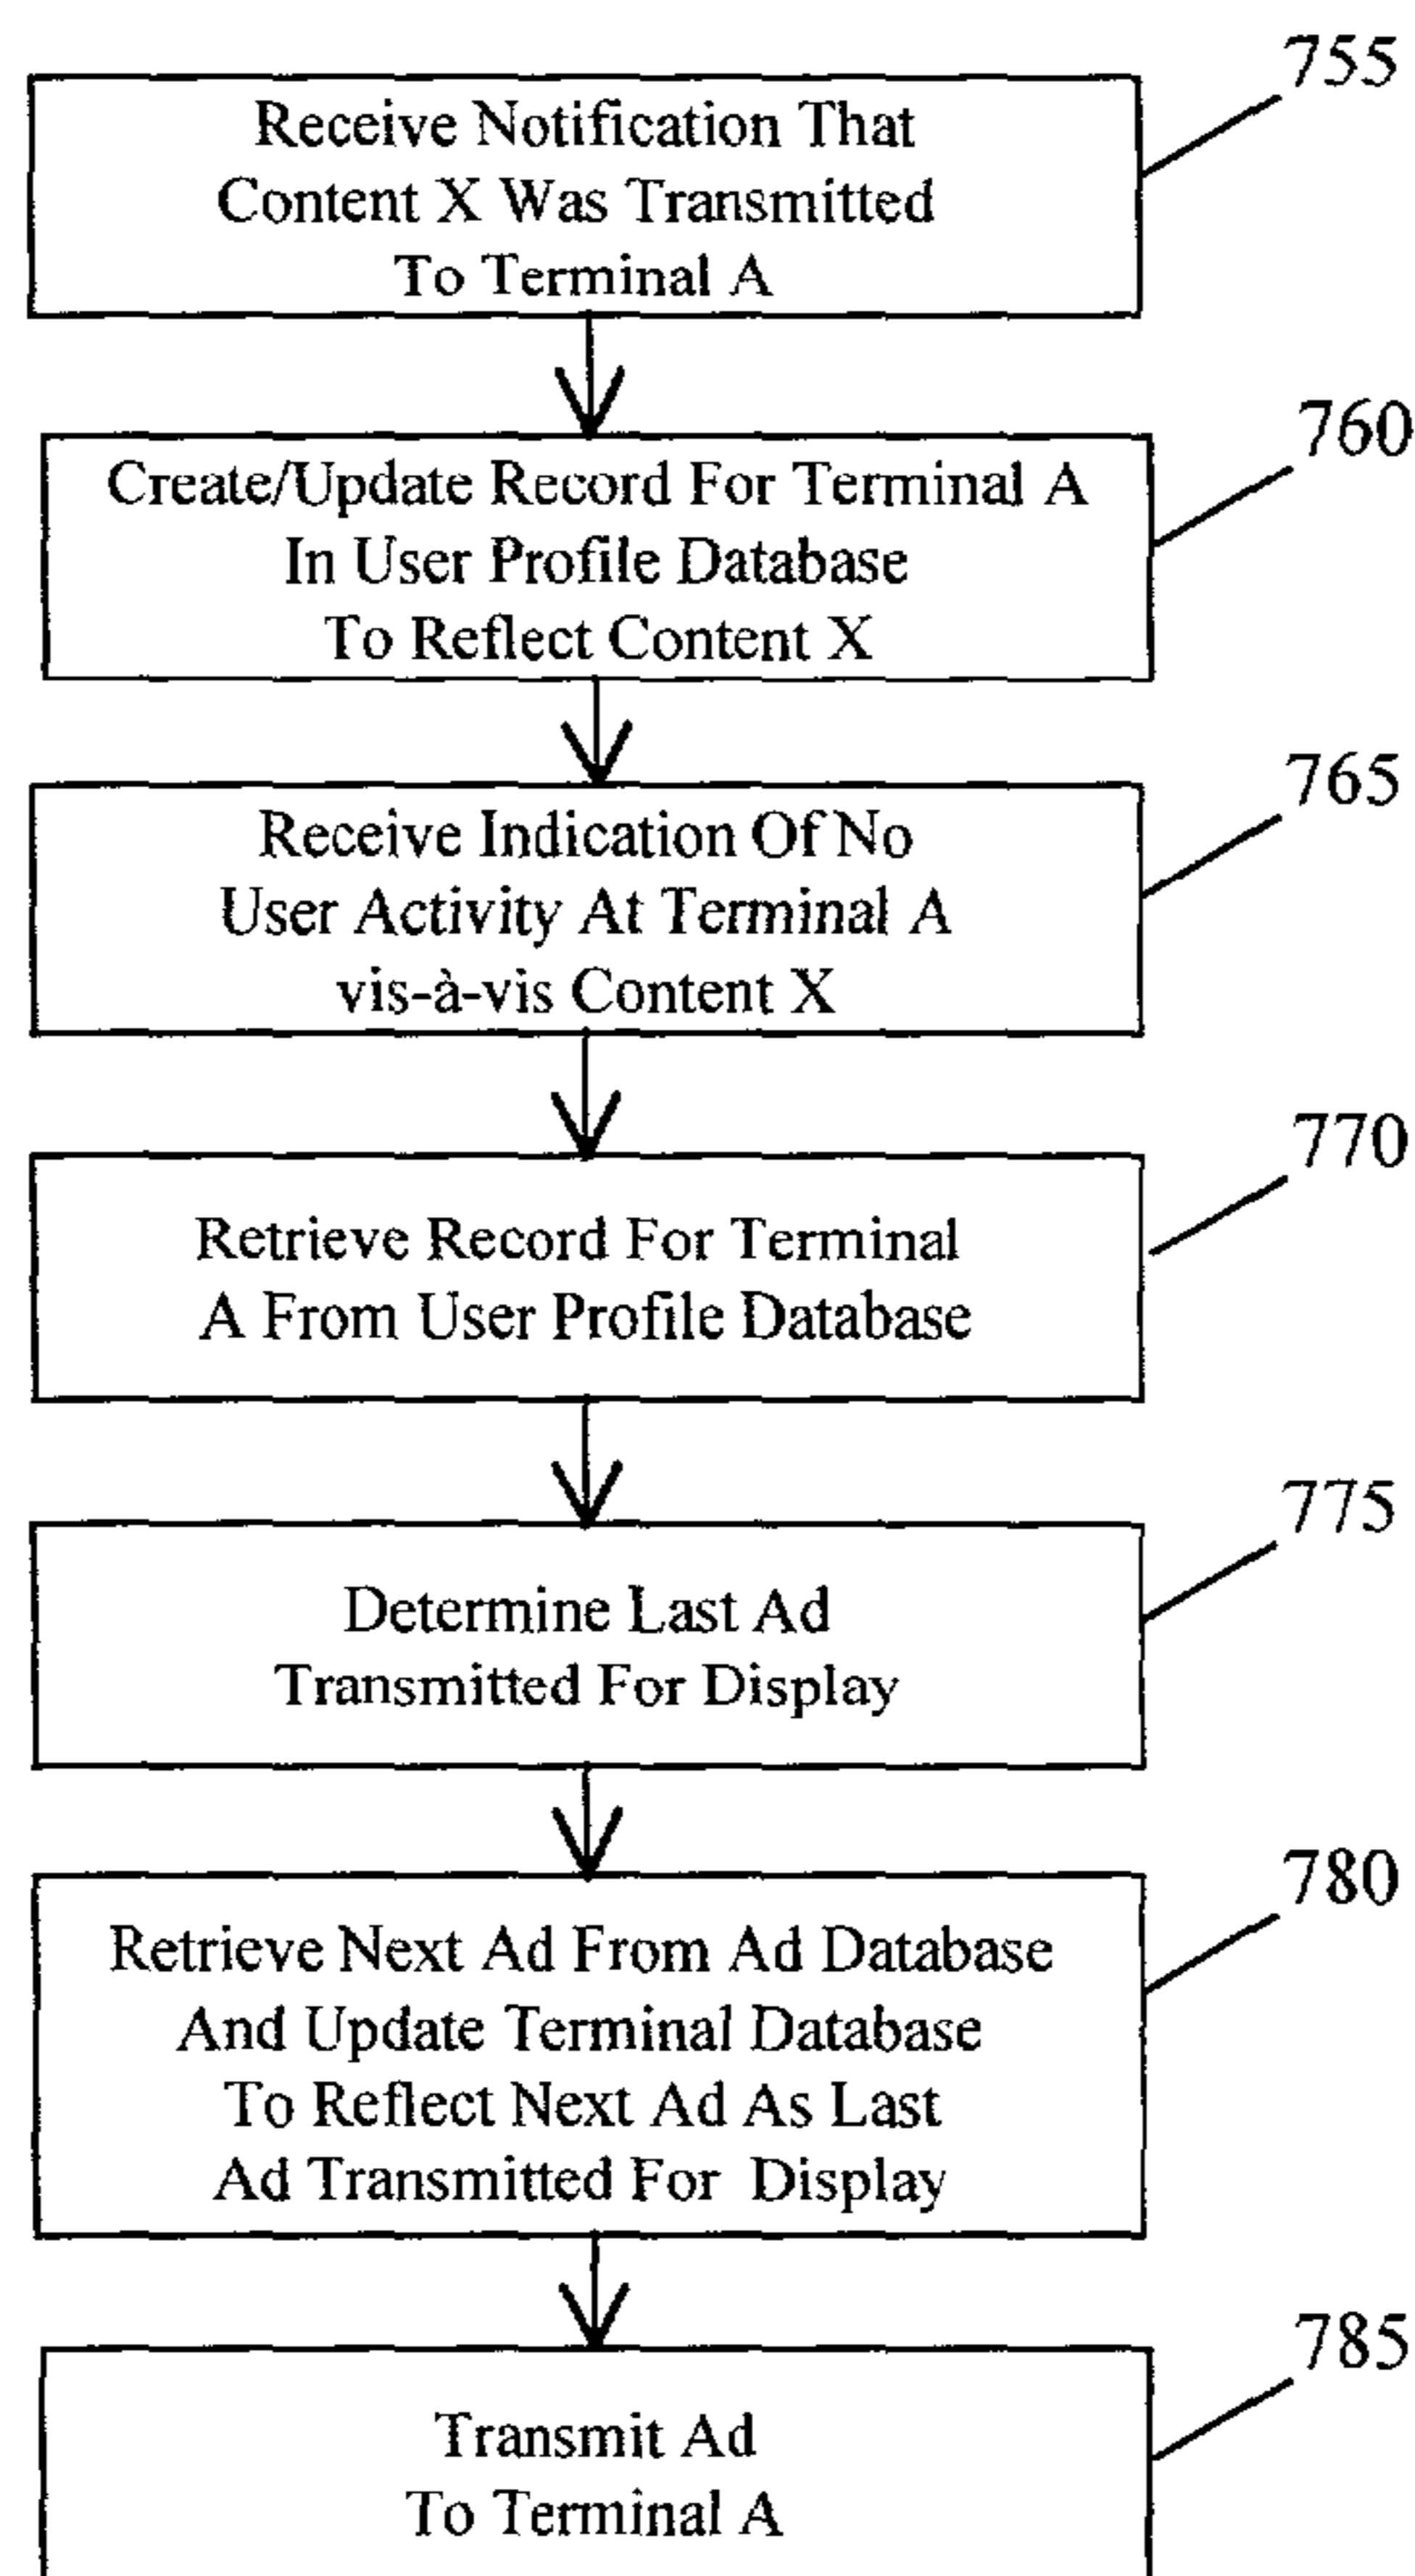 755
Receive Notification That
Content X Was Transmitted
To Terminal A
760
Create/Update Record For Terminal A
In User Profile Database
To Reflect Content X
765
Receive Indication Of No
User Activity At Terminal A
vis-à-vis Content X
770
Retrieve Record For Terminal
A From User Profile Database
775
Determine Last Ad
Transmitted For Display
780
Retrieve Next Ad From Ad Database
And Update Terminal Database
To Reflect Next Ad As Last
Ad Transmitted For Display
785
Transmit Ad
To Terminal A